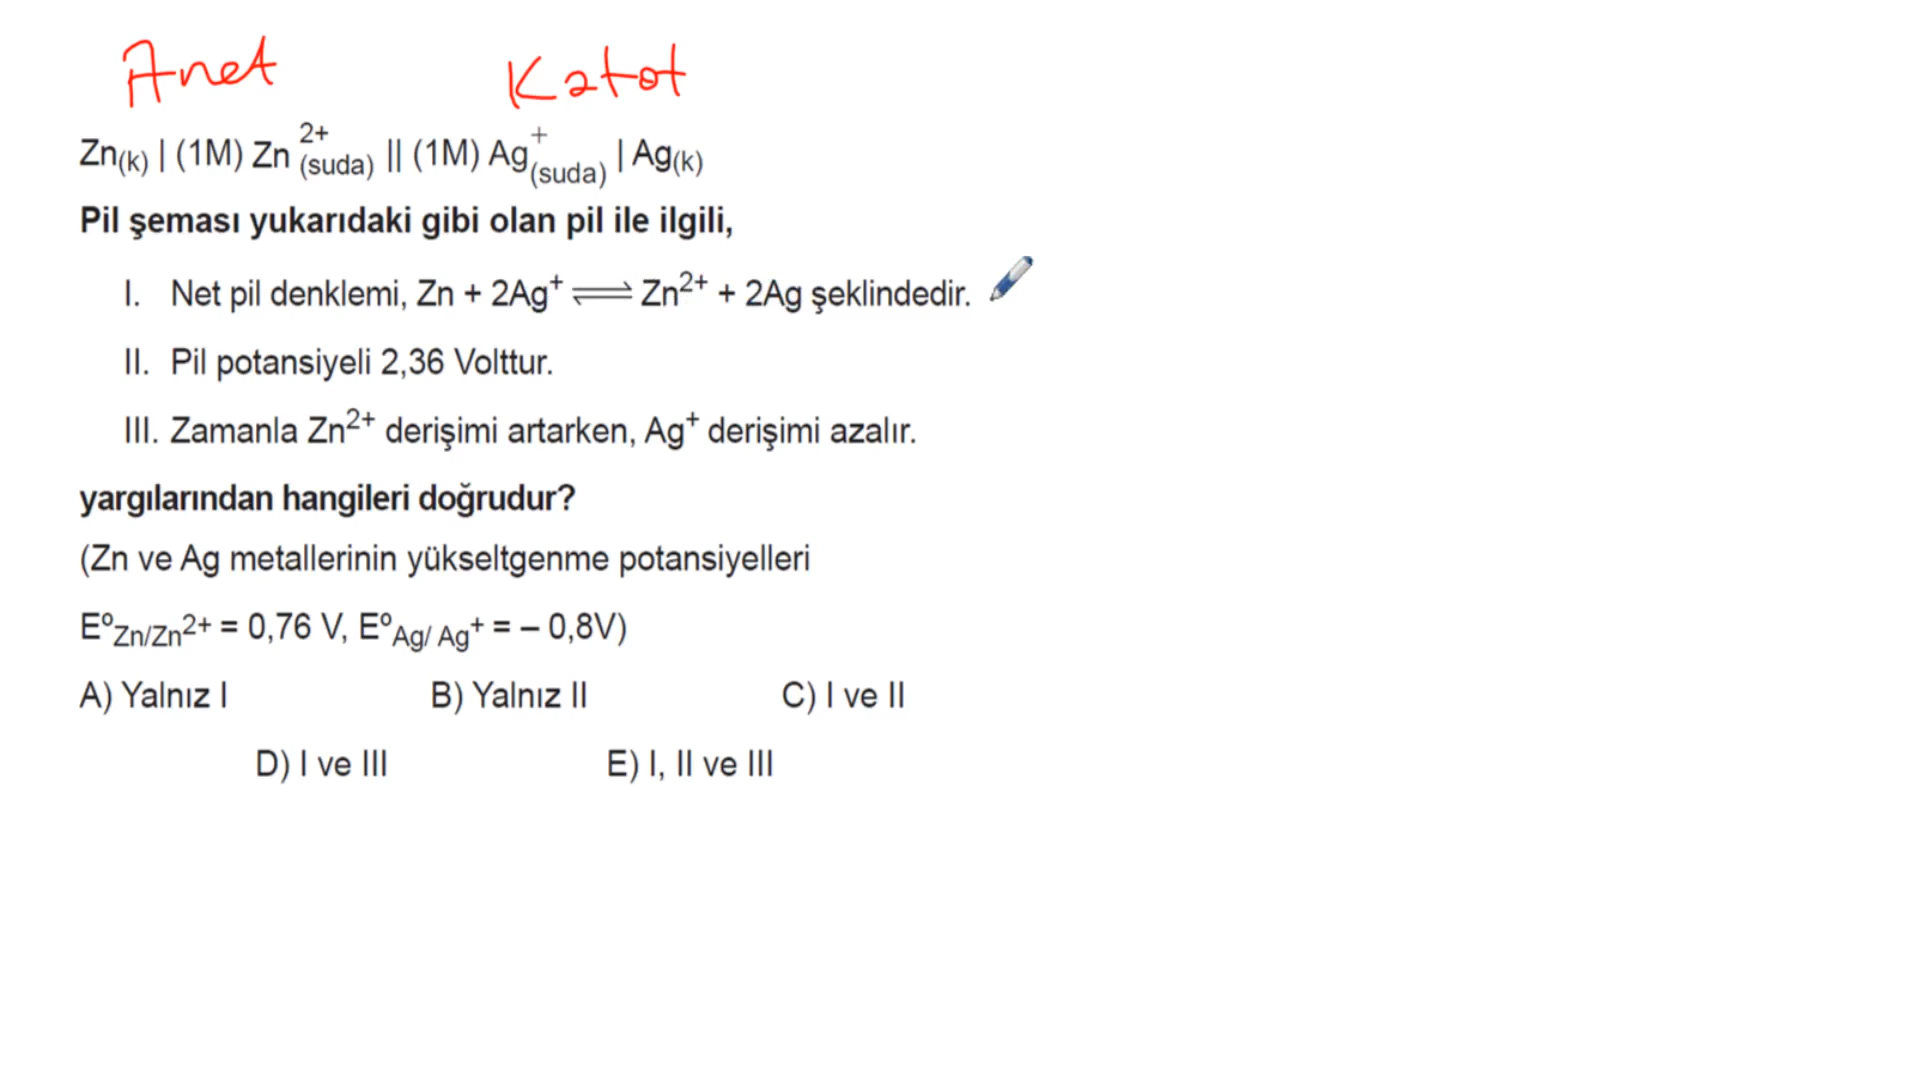 Anot Katot
Zn(k) | (1M) Zn 2+ (suda) || (1M) Ag + (suda) | Ag(k)
Pil şeması yukarıdaki gibi olan pil ile ilgili,
I. Net pil denklemi, Zn + 2Ag⁺ ⇌ Zn²⁺ + 2Ag şeklindedir.
II. Pil potansiyeli 2,36 Volttur.
III. Zamanla Zn²⁺ derişimi artarken, Ag⁺ derişimi azalır.
yargılarından hangileri doğrudur?
(Zn ve Ag metallerinin yükseltgenme potansiyelleri
E⁰Zn/Zn2+ = 0,76 V, E⁰Ag/ Ag+ = – 0,8V)
A) Yalnız I B) Yalnız II C) I ve II
D) I ve III E) I, II ve III